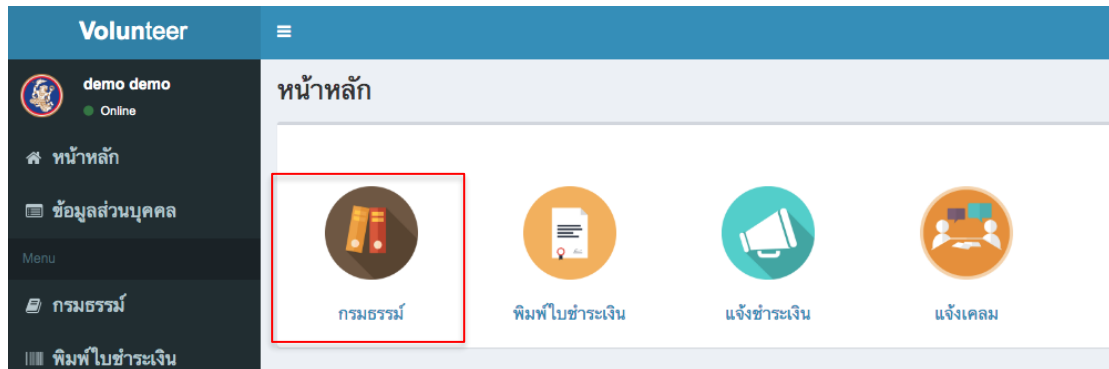 Volunteer
demo demo
Online
หน้าหลัก
ข้อมูลส่วนบุคคล
Menu
กรมธรรม์
พิมพ์ใบชำระเงิน
หน้าหลัก
กรมธรรม์
พิมพ์ใบชำระเงิน
แจ้งชำระเงิน
แจ้งเคลม